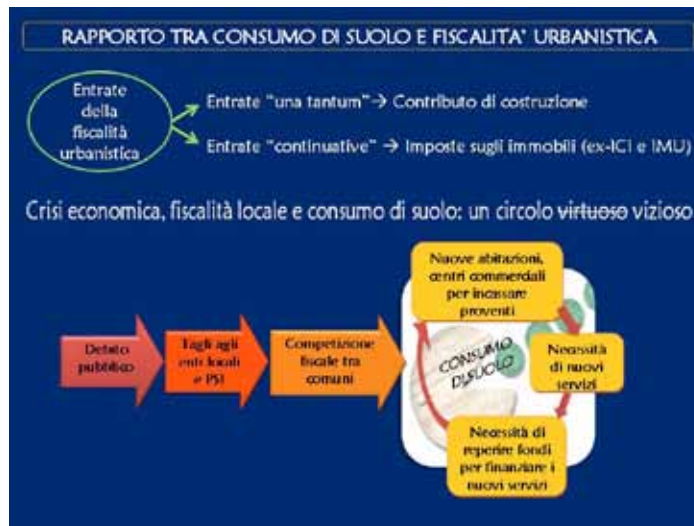 RAPPORTO TRA CONSUMO DI SUOLO E FISCALITA' URBANISTICA
Entrate
della
fiscalità
urbanistica
Entrate "una tantum"→ Contributo di costruzione
Entrate "continuative" → Imposte sugli immobili (ex-ICI e IMU)
Crisi economica, fiscalità locale e consumo di suolo: un circolo virtuoso vizioso
Debito
pubblico
Tagli agli
enti locali
e PSI
Competizione
fiscale tra
comuni
Nuove abitazioni,
centri commerciali
per incassare
proventi
CONSUMO
DI SUOLO
Necessità
di nuovi
servizi
Necessità di
reperire fondi
per finanziare i
nuovi servizi